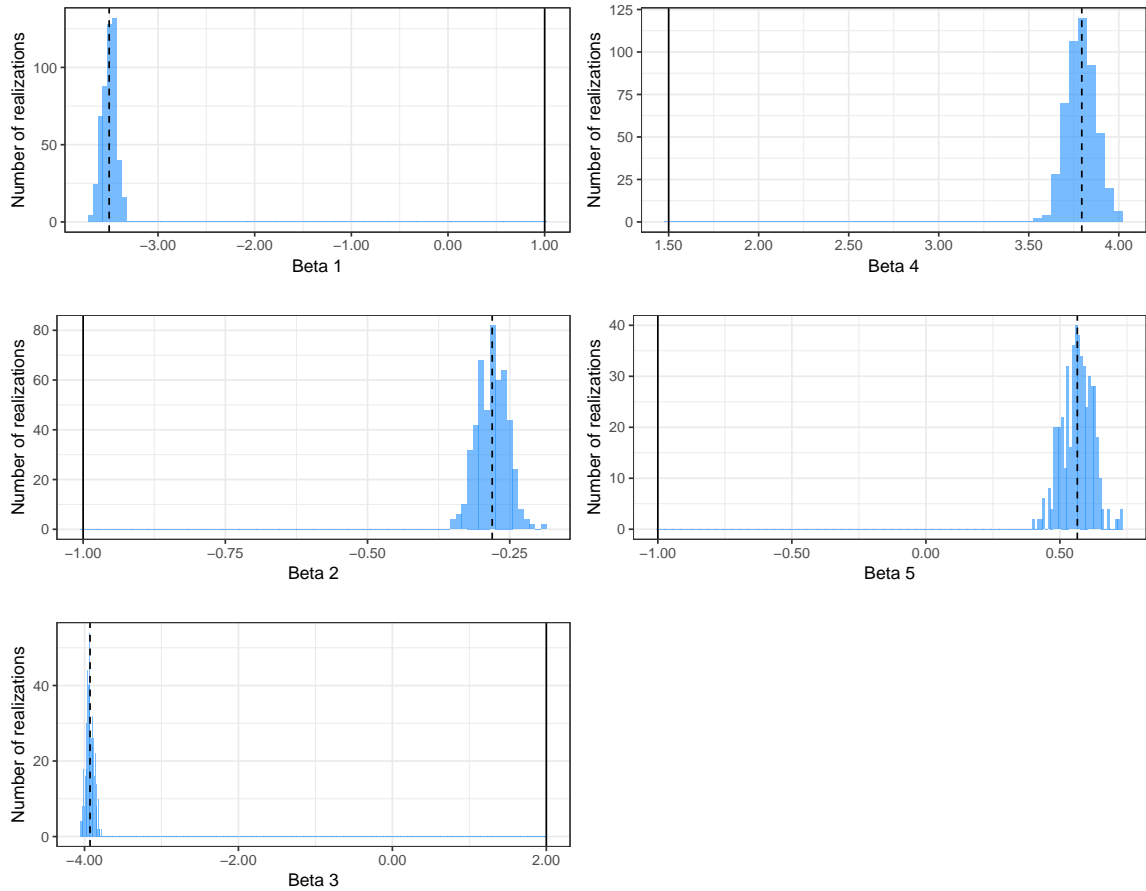 Number of realizations
100
50
0
−3.00 −2.00 −1.00 0.00 1.00
Beta 1
Number of realizations
125
100
75
50
25
0
1.50 2.00 2.50 3.00 3.50 4.00
Beta 4
Number of realizations
80
60
40
20
0
−1.00 −0.75 −0.50 −0.25
Beta 2
Number of realizations
40
30
20
10
0
−1.00 −0.50 0.00 0.50
Beta 5
Number of realizations
40
20
0
−4.00 −2.00 0.00 2.00
Beta 3